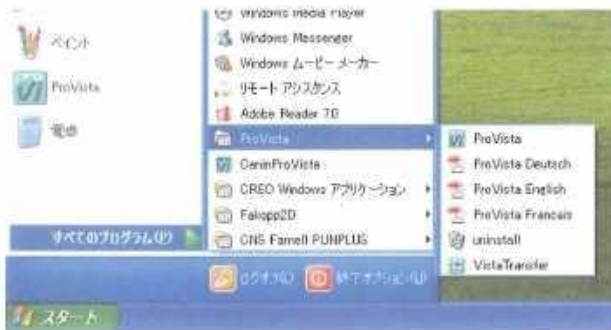 ペイント
ProVista
電卓
すべてのプログラム(P)
Windows Media Player
Windows Messenger
Windows ムービー メーカー
リモート アシスタンス
Adobe Reader 7.0
ProVista
CaninProVista
CREO Windows アプリケーション
Fakopp2D
CNS Farnell PUNPLUS
ProVista
ProVista Deutsch
ProVista English
ProVista Francais
uninstall
VistaTransfer
ログオフ(L)
終了オプション(U)
スタート